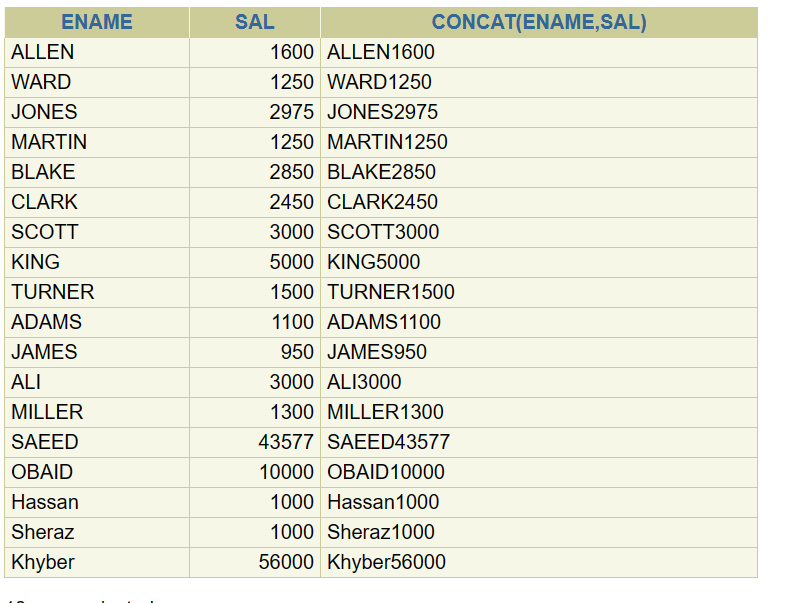 ENAME SAL CONCAT(ENAME,SAL)
ALLEN 1600 ALLEN1600
WARD 1250 WARD1250
JONES 2975 JONES2975
MARTIN 1250 MARTIN1250
BLAKE 2850 BLAKE2850
CLARK 2450 CLARK2450
SCOTT 3000 SCOTT3000
KING 5000 KING5000
TURNER 1500 TURNER1500
ADAMS 1100 ADAMS1100
JAMES 950 JAMES950
ALI 3000 ALI3000
MILLER 1300 MILLER1300
SAEED 43577 SAEED43577
OBAID 10000 OBAID10000
Hassan 1000 Hassan1000
Sheraz 1000 Sheraz1000
Khyber 56000 Khyber56000